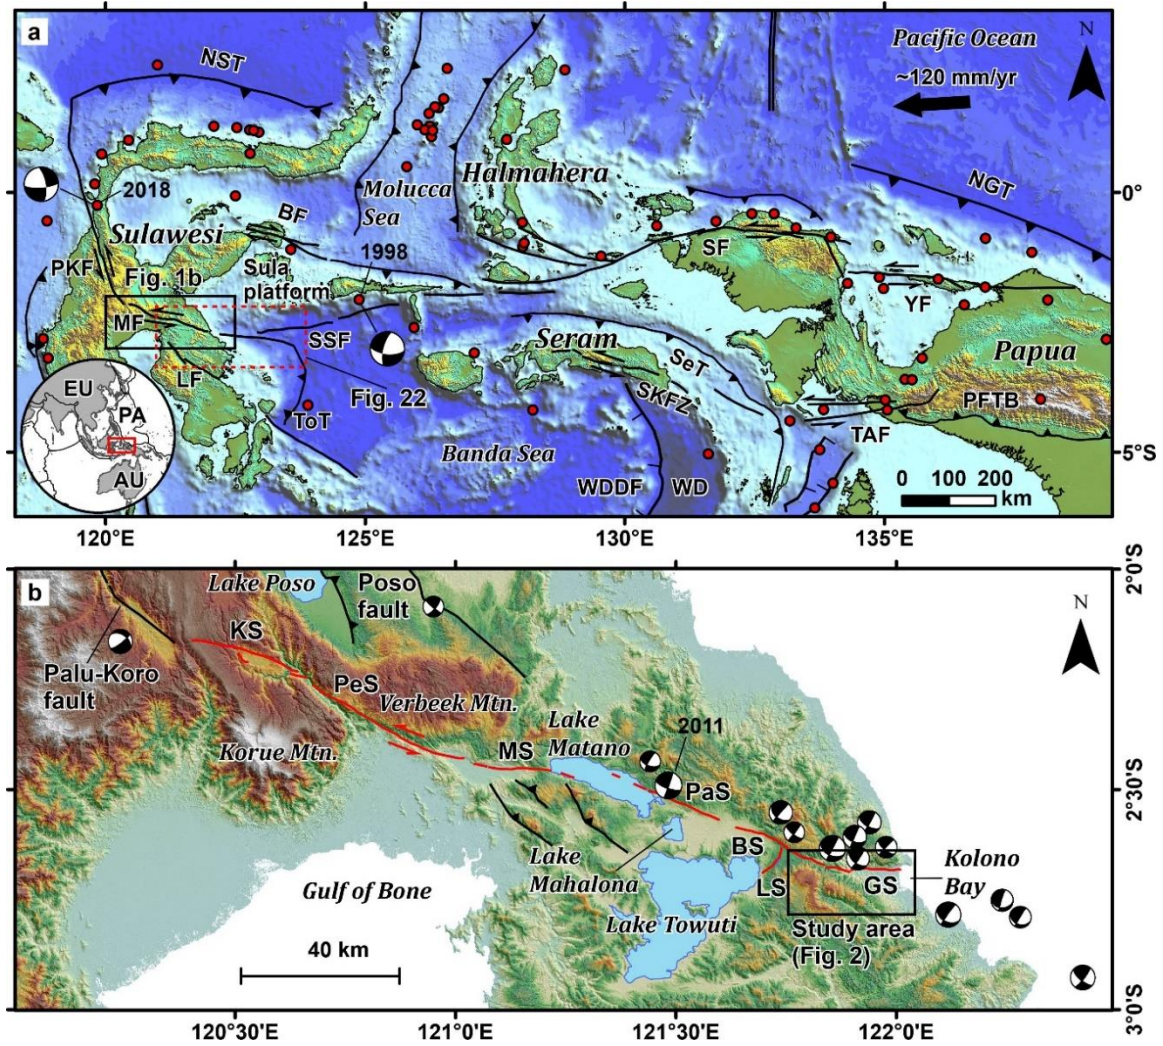 a
NST
Pacific Ocean
~120 mm/yr
N
2018
Molucca
Sea
Halmahera
NGT
0°
BF
Sulawesi
1998
SF
PKF
Fig. 1b
Sula
platform
YF
MF
SSF
Seram
SeT
Papua
LF
Fig. 22
SKFZ
PFTB
EU
PA
AU
ToT
Banda Sea
TAF
WDDF
WD
5°S
0 100 200
km
120°E
125°E
130°E
135°E
b
2°0'S
Lake Poso
Poso
fault
N
KS
Palu-Koro
fault
PeS
Verbeek Mtn.
Korue Mtn.
MS
Lake
Matano
2011
PaS
2°30'S
BS
Lake
Mahalona
LS
GS
Kolono
Bay
Gulf of Bone
Lake Towuti
Study area
(Fig. 2)
40 km
3°0'S
120°30'E
121°0'E
121°30'E
122°0'E